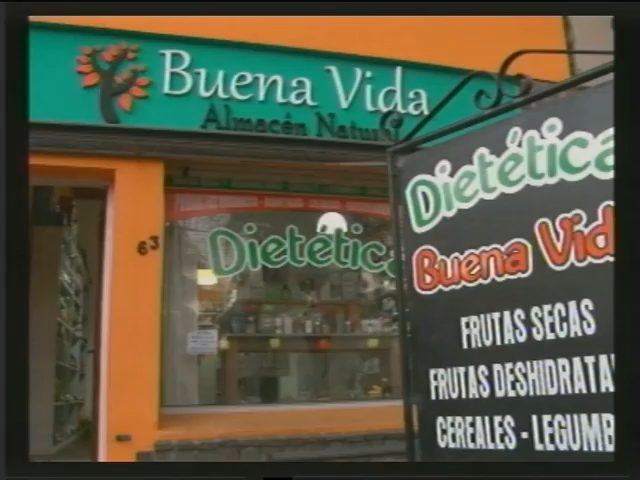 Buena Vida
Almacén Natur
63
Dietética
Dietética
Buena Vid
FRUTAS SECAS
FRUTAS DESHIDRATA
CEREALES - LEGUMB